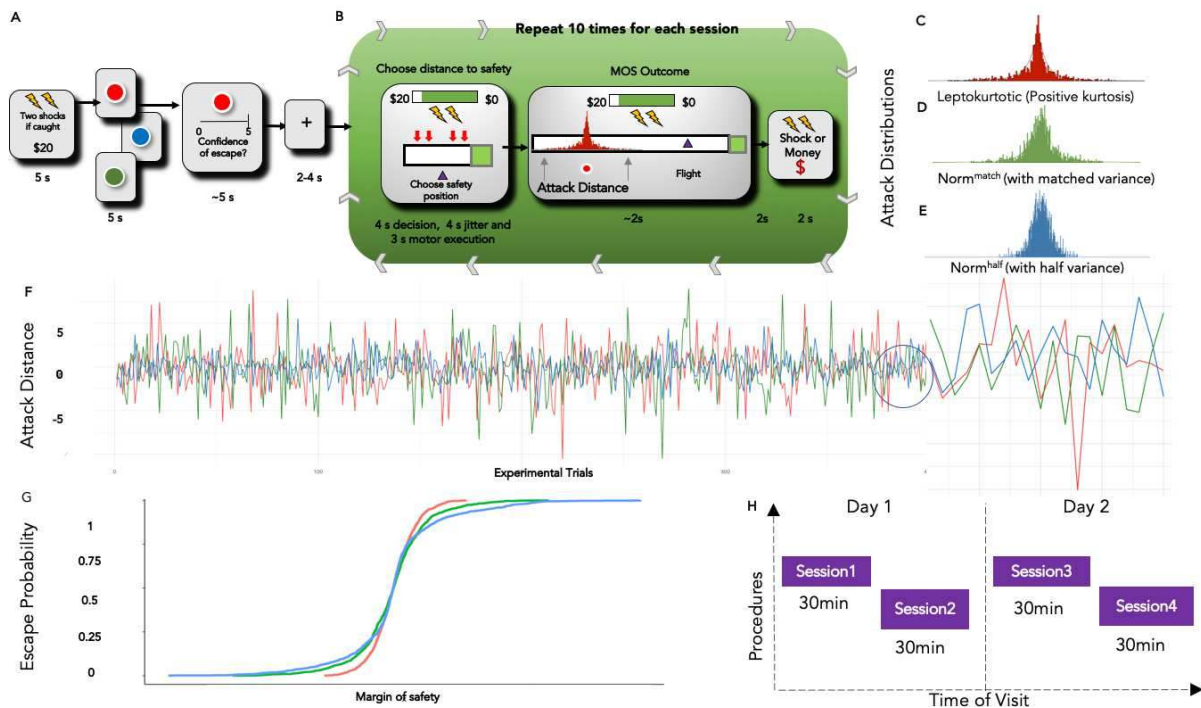 A
Two shocks
if caught
$20
5 s
5 s
0 5
Confidence
of escape?
~5 s
+
2-4 s
B
Repeat 10 times for each session
Choose distance to safety
$20 $0
Choose safety
position
4 s decision, 4 s jitter and
3 s motor execution
MOS Outcome
$20 $0
Attack Distance
Flight
~2s
2s
Shock or
Money
$
2 s
Attack Distributions
C
Leptokurtotic (Positive kurtosis)
D
Norm^match (with matched variance)
E
Norm^half (with half variance)
F
Attack Distance
5
0
-5
0
Experimental Trials
G
Escape Probability
1
0.75
0.5
0.25
0
Margin of safety
H
Procedures
Day 1
Day 2
Session1
30min
Session2
30min
Session3
30min
Session4
30min
Time of Visit